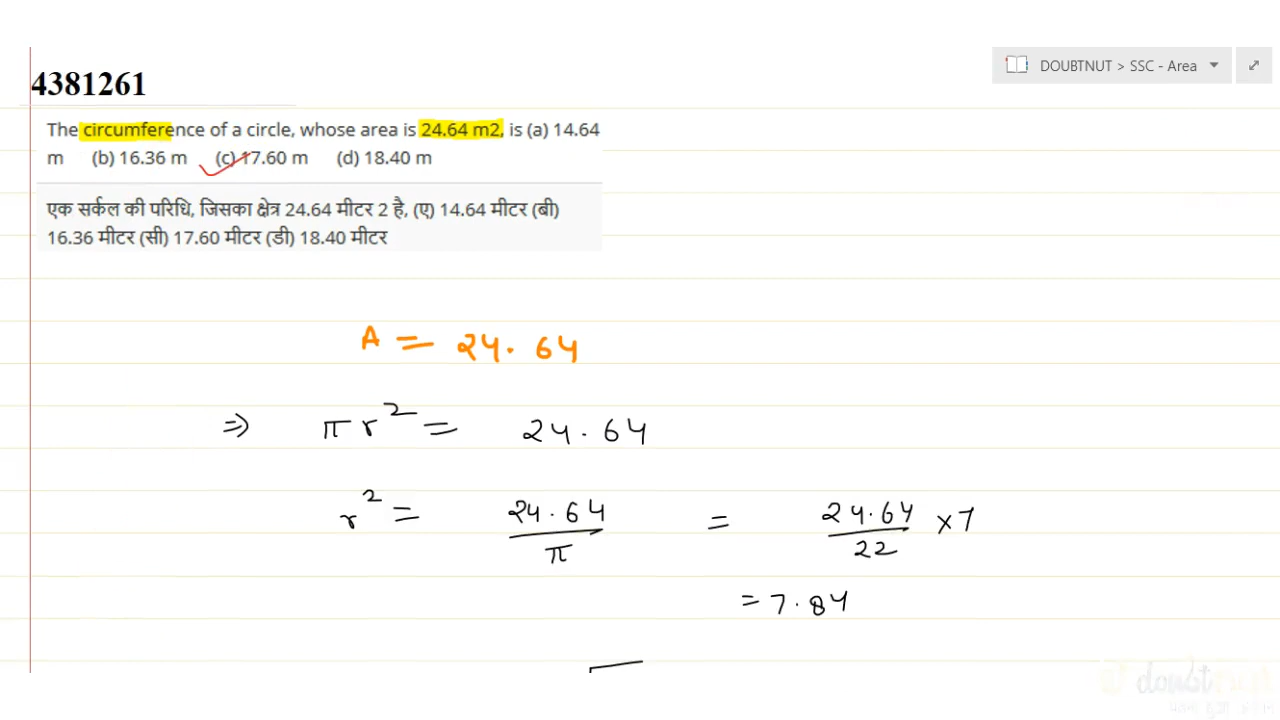 4381261
DOUBTNUT > SSC - Area
The circumference of a circle, whose area is 24.64 m2, is (a) 14.64
m (b) 16.36 m (c) 17.60 m (d) 18.40 m
एक सर्कल की परिधि, जिसका क्षेत्र 24.64 मीटर 2 है, (ए) 14.64 मीटर (बी)
16.36 मीटर (सी) 17.60 मीटर (डी) 18.40 मीटर
A = 24.64
⇒ πr² = 24.64
r² = 24.64/π = 24.64/22 ×7
= 7.84
doubtnut